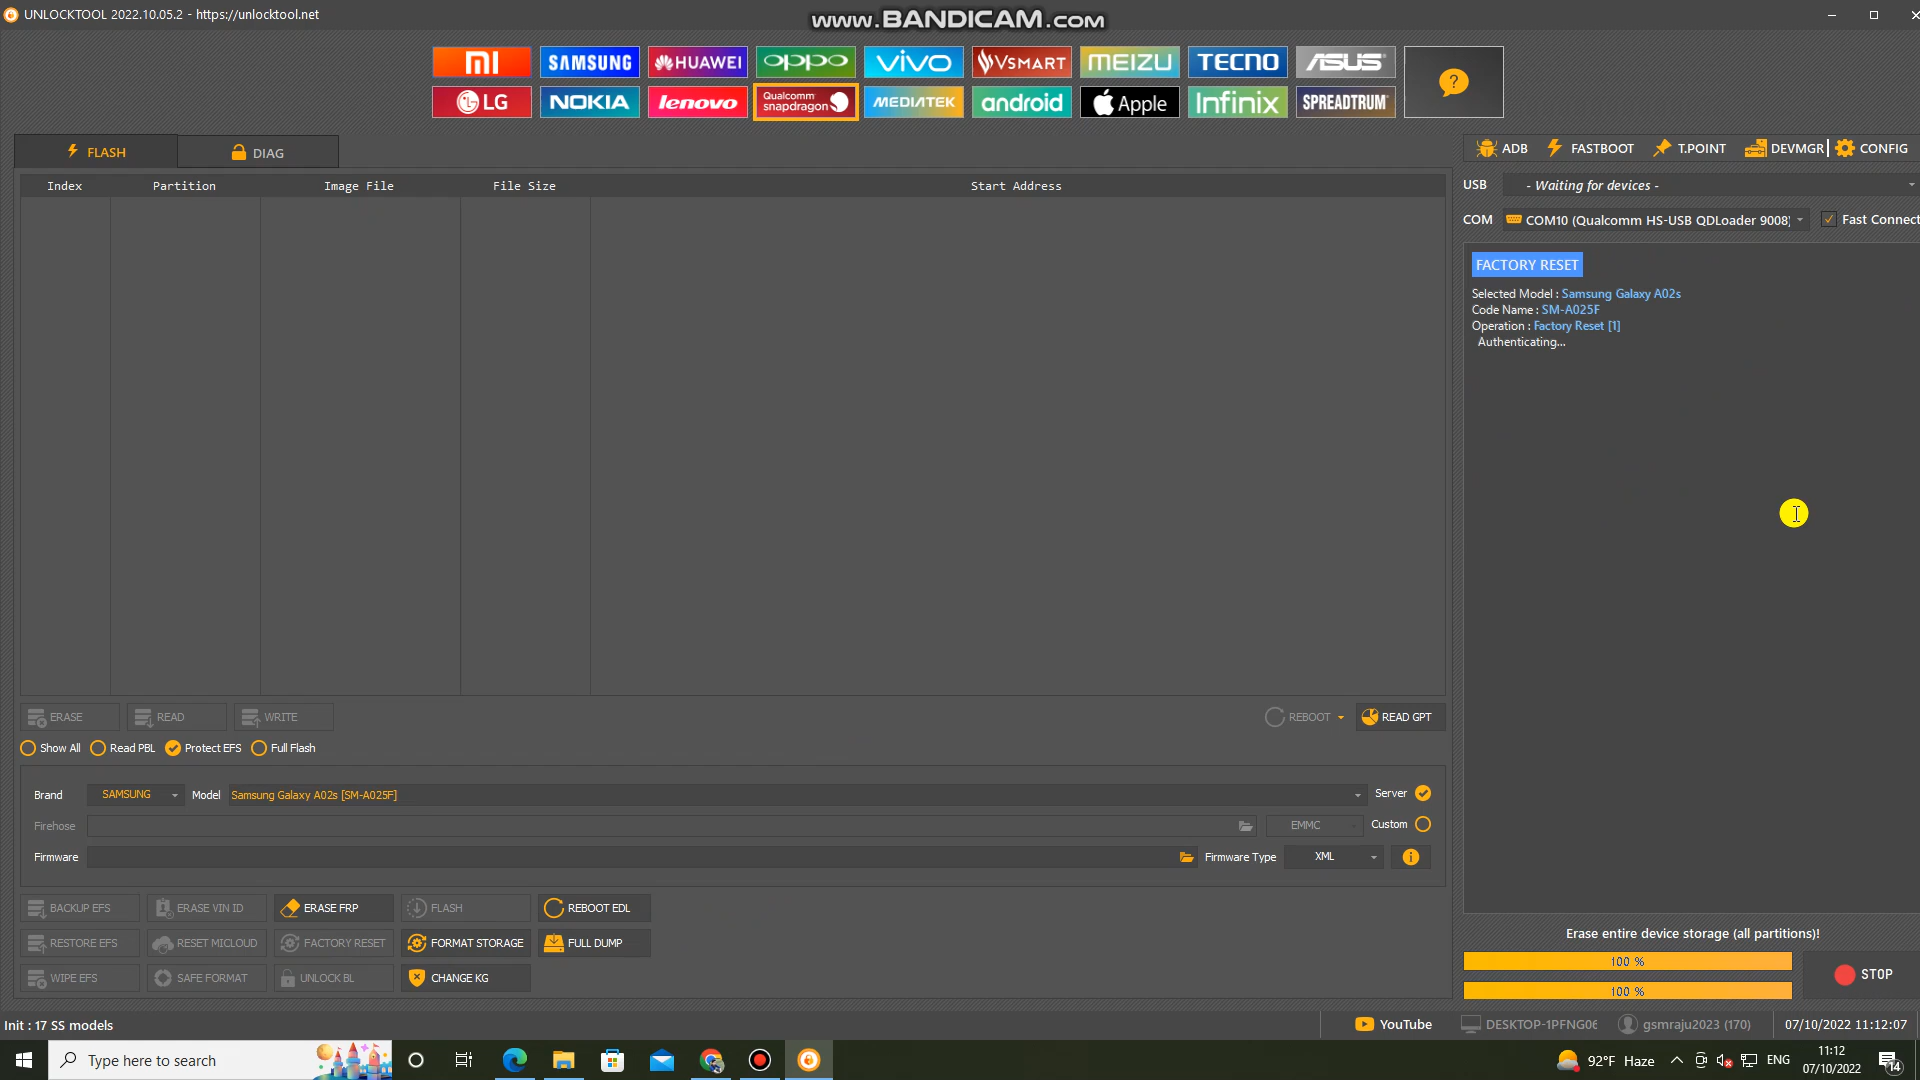 UNLOCKTOOL 2022.10.05.2 - https://unlocktool.net
www.BANDICAM.com
mi SAMSUNG HUAWEI oppo vivo VSMART MEIZU TECNO ASUS ?
LG NOKIA lenovo Qualcomm snapdragon MEDIATEK android Apple Infinix SPREADTRUM
FLASH DIAG
ADB FASTBOOT T.POINT DEVMGR CONFIG
Index Partition Image File File Size Start Address
USB - Waiting for devices -
COM COM10 (Qualcomm HS-USB QDLoader 9008) Fast Connect
FACTORY RESET
Selected Model : Samsung Galaxy A02s
Code Name : SM-A025F
Operation : Factory Reset [1]
Authenticating...
ERASE READ WRITE REBOOT READ GPT
Show All Read PBL Protect EFS Full Flash
Brand SAMSUNG Model Samsung Galaxy A02s [SM-A025F] Server
Firehose EMMC Custom
Firmware Firmware Type XML
BACKUP EFS ERASE VIN ID ERASE FRP FLASH REBOOT EDL
RESTORE EFS RESET MICLOUD FACTORY RESET FORMAT STORAGE FULL DUMP
WIPE EFS SAFE FORMAT UNLOCK BL CHANGE KG
Erase entire device storage (all partitions)!
100 %
STOP
100 %
Init : 17 SS models
YouTube DESKTOP-1PFNG06 gsmraju2023 (170) 07/10/2022 11:12:07
Type here to search
92°F Haze ENG
11:12
07/10/2022
14